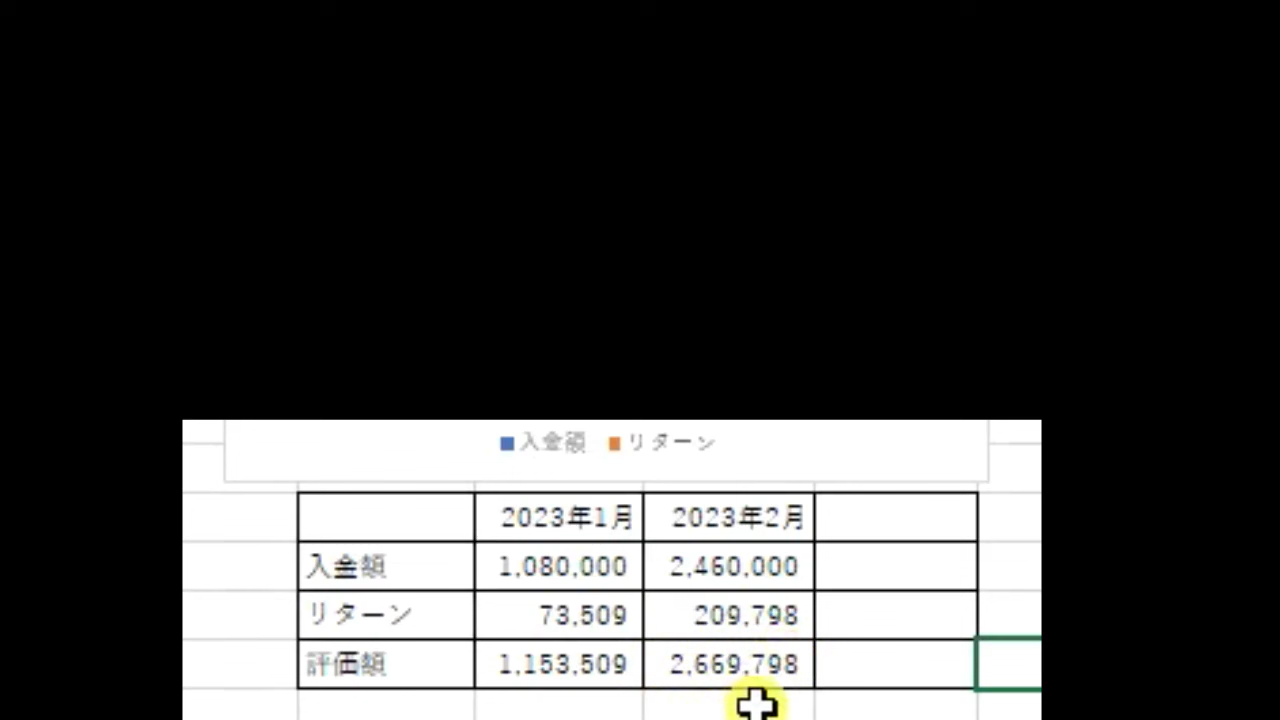 入金額 リターン
2023年1月 2023年2月
入金額 1,080,000 2,460,000
リターン 73,509 209,798
評価額 1,153,509 2,669,798